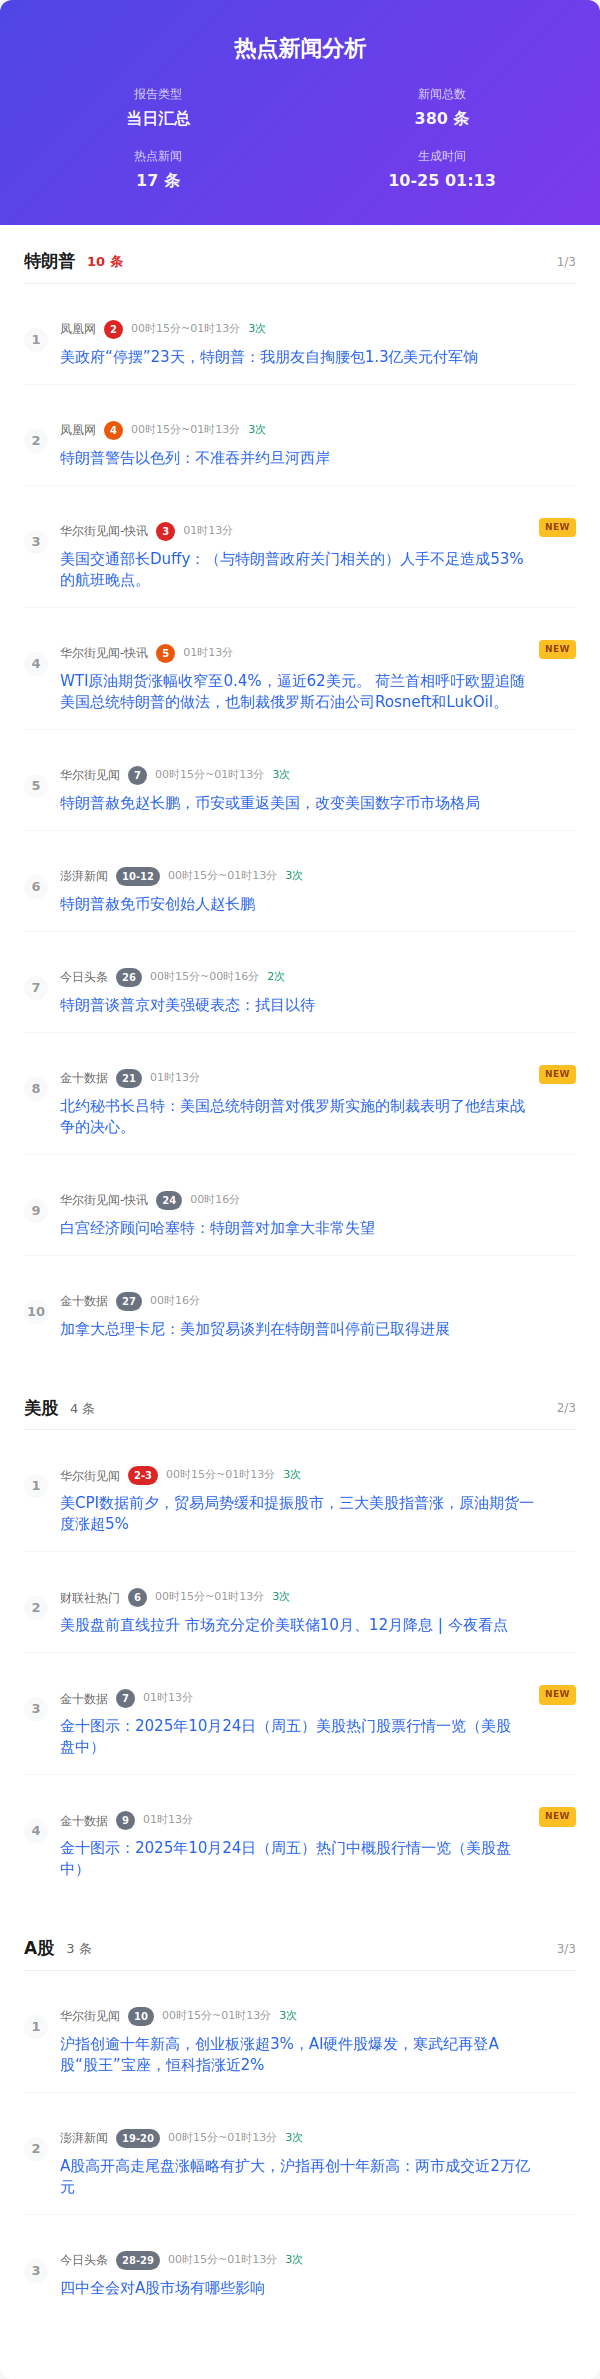 热点新闻分析
报告类型
新闻总数
当日汇总
380 条
热点新闻
生成时间
17 条
10-25 01:13
特朗普 10 条 1/3
1 凤凰网 2 00时15分~01时13分 3次
美政府“停摆”23天，特朗普：我朋友自掏腰包1.3亿美元付军饷
2 凤凰网 4 00时15分~01时13分 3次
特朗普警告以色列：不准吞并约旦河西岸
3 华尔街见闻-快讯 3 01时13分 NEW
美国交通部长Duffy：（与特朗普政府关门相关的）人手不足造成53%
的航班晚点。
4 华尔街见闻-快讯 5 01时13分 NEW
WTI原油期货涨幅收窄至0.4%，逼近62美元。 荷兰首相呼吁欧盟追随
美国总统特朗普的做法，也制裁俄罗斯石油公司Rosneft和LukOil。
5 华尔街见闻 7 00时15分~01时13分 3次
特朗普赦免赵长鹏，币安或重返美国，改变美国数字币市场格局
6 澎湃新闻 10-12 00时15分~01时13分 3次
特朗普赦免币安创始人赵长鹏
7 今日头条 26 00时15分~00时16分 2次
特朗普谈普京对美强硬表态：拭目以待
8 金十数据 21 01时13分 NEW
北约秘书长吕特：美国总统特朗普对俄罗斯实施的制裁表明了他结束战
争的决心。
9 华尔街见闻-快讯 24 00时16分
白宫经济顾问哈塞特：特朗普对加拿大非常失望
10 金十数据 27 00时16分
加拿大总理卡尼：美加贸易谈判在特朗普叫停前已取得进展
美股 4 条 2/3
1 华尔街见闻 2-3 00时15分~01时13分 3次
美CPI数据前夕，贸易局势缓和提振股市，三大美股指普涨，原油期货一
度涨超5%
2 财联社热门 6 00时15分~01时13分 3次
美股盘前直线拉升 市场充分定价美联储10月、12月降息 | 今夜看点
3 金十数据 7 01时13分 NEW
金十图示：2025年10月24日（周五）美股热门股票行情一览（美股
盘中）
4 金十数据 9 01时13分 NEW
金十图示：2025年10月24日（周五）热门中概股行情一览（美股盘
中）
A股 3 条 3/3
1 华尔街见闻 10 00时15分~01时13分 3次
沪指创逾十年新高，创业板涨超3%，AI硬件股爆发，寒武纪再登A
股“股王”宝座，恒科指涨近2%
2 澎湃新闻 19-20 00时15分~01时13分 3次
A股高开高走尾盘涨幅略有扩大，沪指再创十年新高：两市成交近2万亿
元
3 今日头条 28-29 00时15分~01时13分 3次
四中全会对A股市场有哪些影响